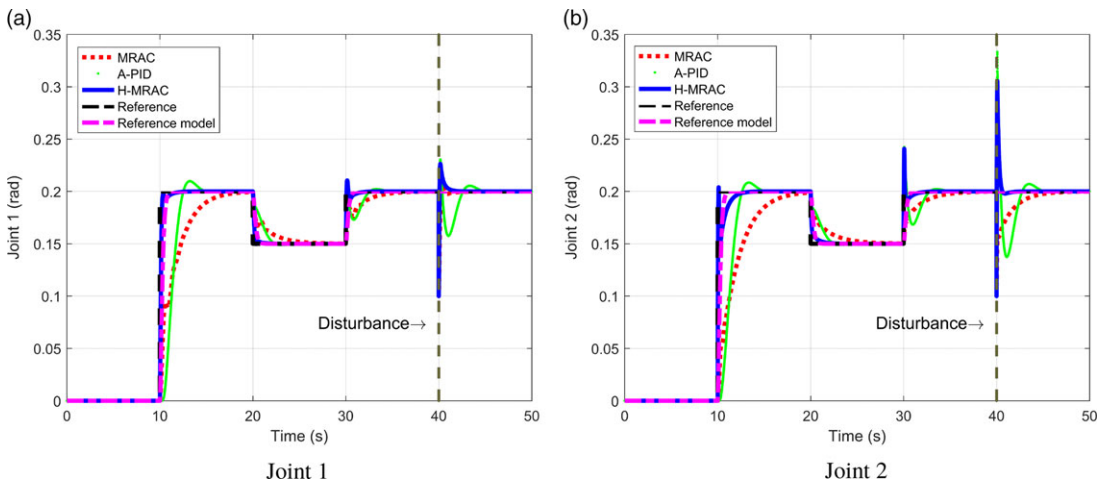 (a)
0.35
0.3
0.25
0.2
0.15
0.1
0.05
0
Joint 1 (rad)
MRAC
A-PID
H-MRAC
Reference
Reference model
Disturbance→
0 10 20 30 40 50
Time (s)
Joint 1
(b)
0.35
0.3
0.25
0.2
0.15
0.1
0.05
0
Joint 2 (rad)
MRAC
A-PID
H-MRAC
Reference
Reference model
Disturbance→
0 10 20 30 40 50
Time (s)
Joint 2